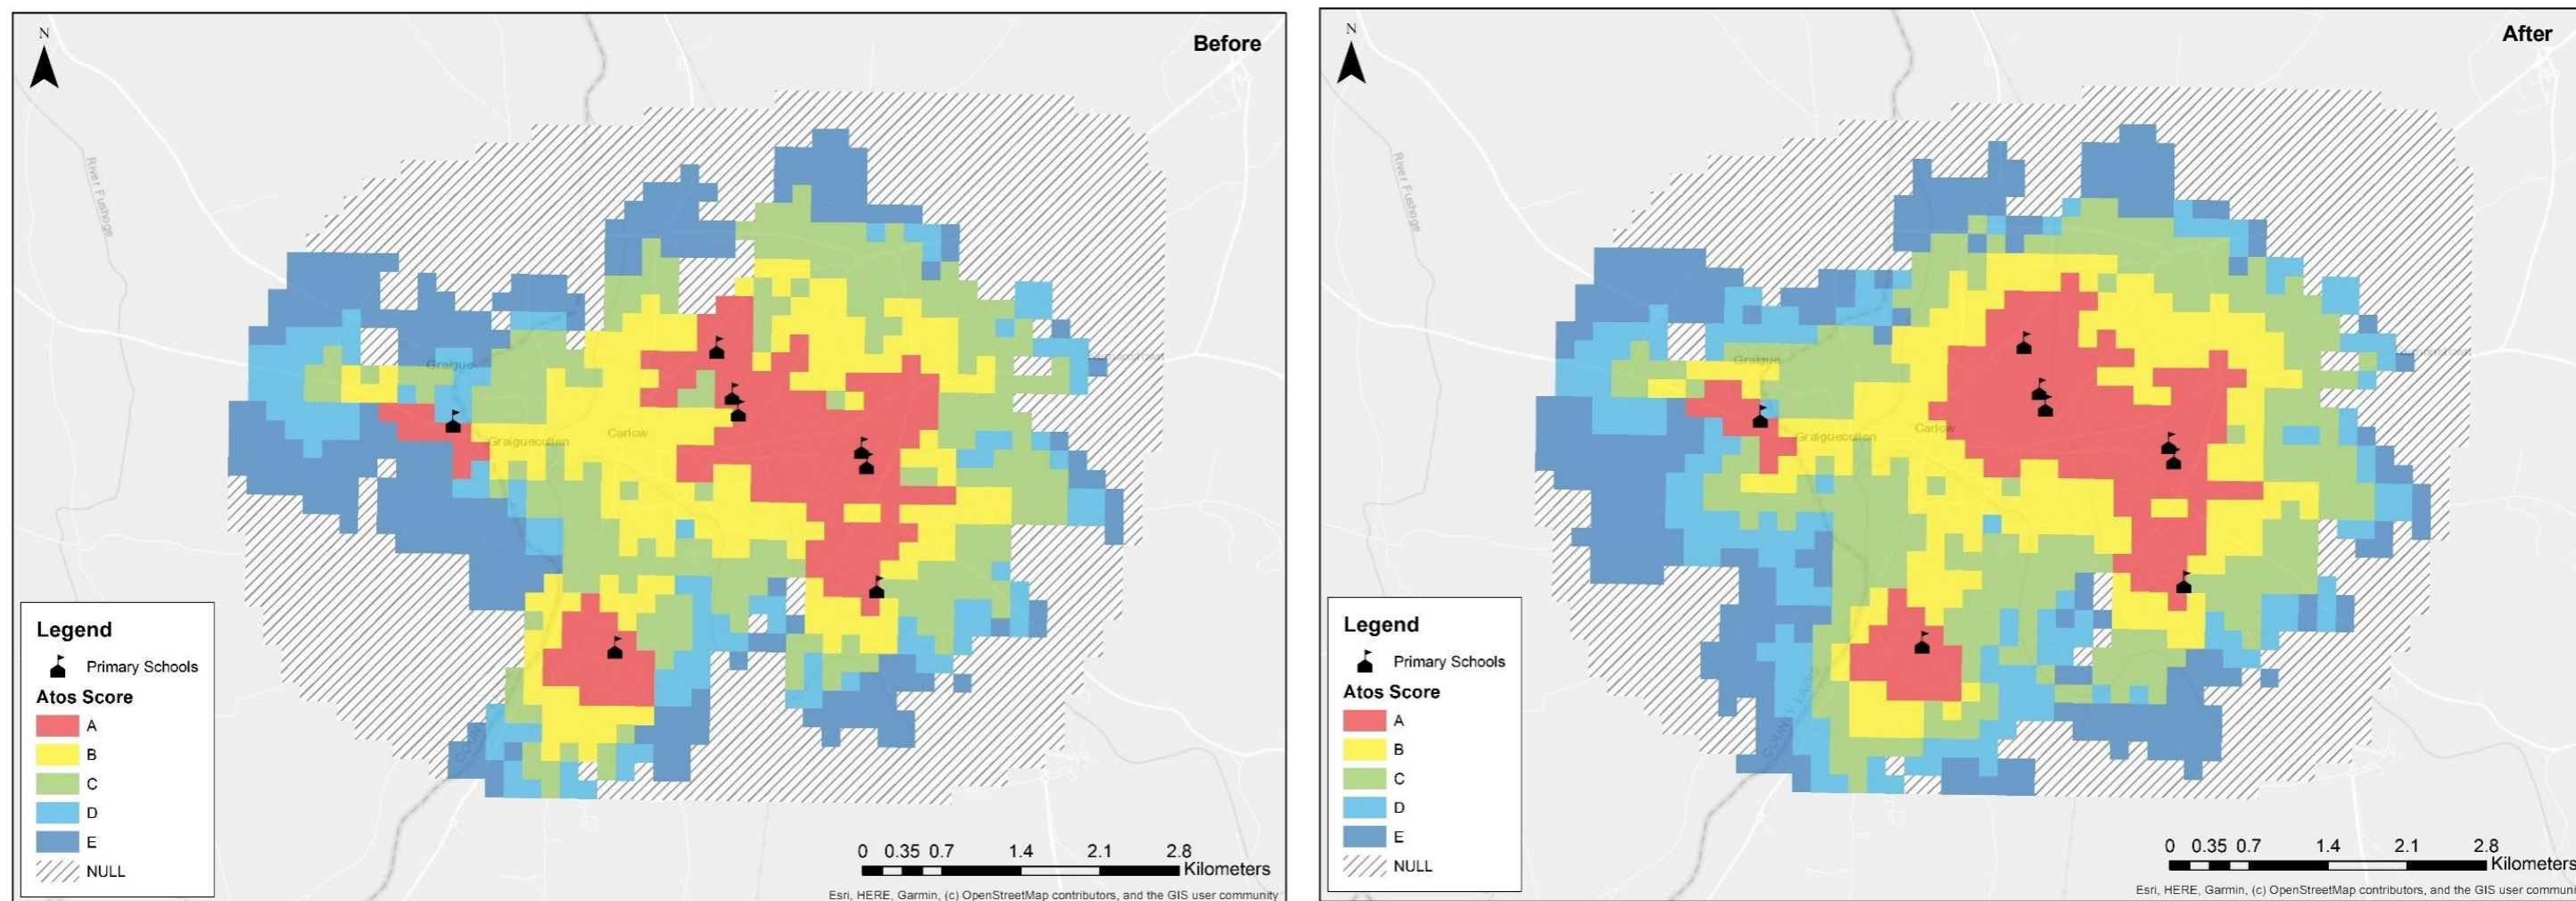 N
Before
River Fushoge
Graigue
Graiguecullen
Carlow
COUN
Legend
Primary Schools
Atos Score
A
B
C
D
E
NULL
0 0.35 0.7 1.4 2.1 2.8
Kilometers
Esri, HERE, Garmin, (c) OpenStreetMap contributors, and the GIS user community
N
After
River Fushoge
Graigue
Graiguecullen
Carlow
COUNTY LAOIS
Legend
Primary Schools
Atos Score
A
B
C
D
E
NULL
0 0.35 0.7 1.4 2.1 2.8
Kilometers
Esri, HERE, Garmin, (c) OpenStreetMap contributors, and the GIS user communi